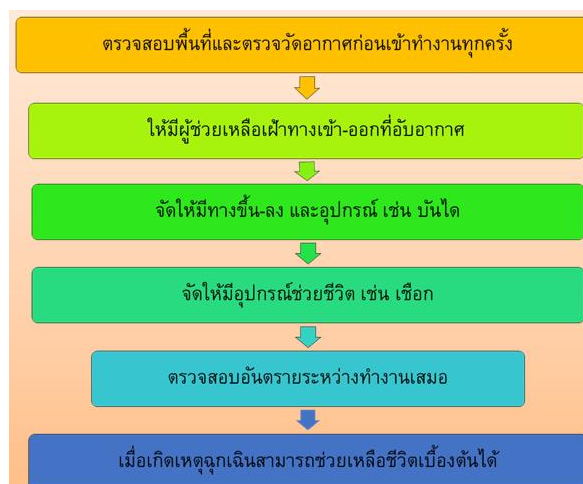 ตรวจสอบพื้นที่และตรวจวัดอากาศก่อนเข้าทำงานทุกครั้ง
ให้มีผู้ช่วยเหลือเฝ้าทางเข้า-ออกที่อับอากาศ
จัดให้มีทางขึ้น-ลง และอุปกรณ์ เช่น บันได
จัดให้มีอุปกรณ์ช่วยชีวิต เช่น เชือก
ตรวจสอบอันตรายระหว่างทำงานเสมอ
เมื่อเกิดเหตุฉุกเฉินสามารถช่วยเหลือชีวิตเบื้องต้นได้